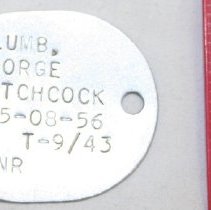 LUMB,
ORGE
TCHCOCK
5-08-56
T-9/43
NR